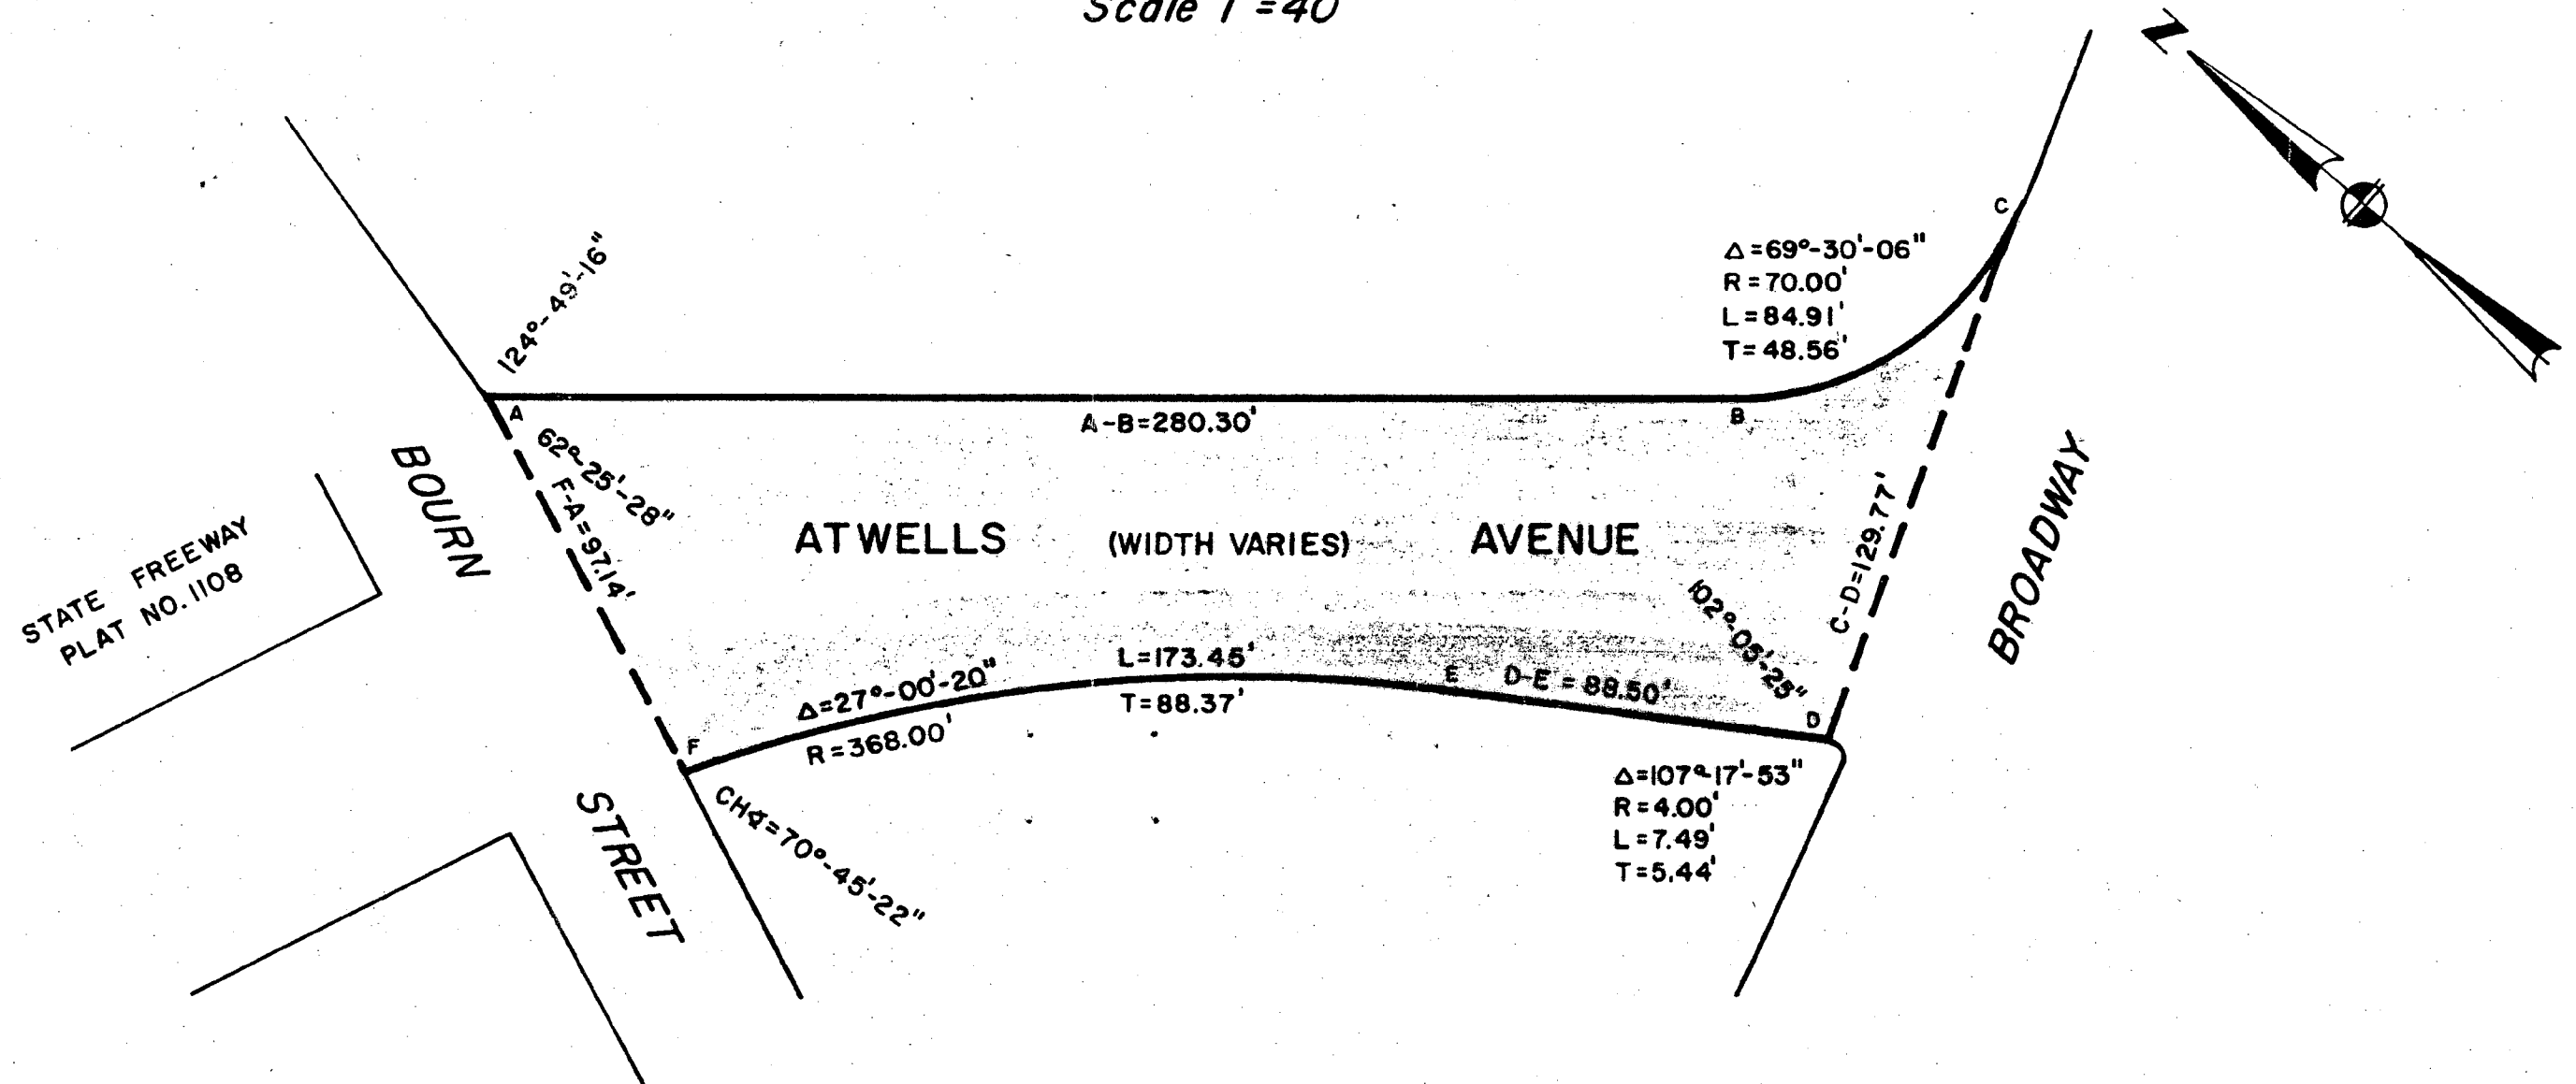 Scale 1"=40'
N
124°-49'-16"
C
Δ=69°-30'-06"
R=70.00'
L=84.91'
T=48.56'
A
B
A-B=280.30'
62°-25'-28"
F-A=97.14'
BOURN
STREET
STATE FREEWAY
PLAT NO. 1108
ATWELLS (WIDTH VARIES) AVENUE
C-D=129.77'
BROADWAY
102°-05'-25"
L=173.45'
Δ=27°-00'-20"
T=88.37'
R=368.00'
E
D-E = 88.50'
D
F
CH∢=70°-45'-22"
Δ=107°-17'-53"
R=4.00'
L=7.49'
T=5.44'